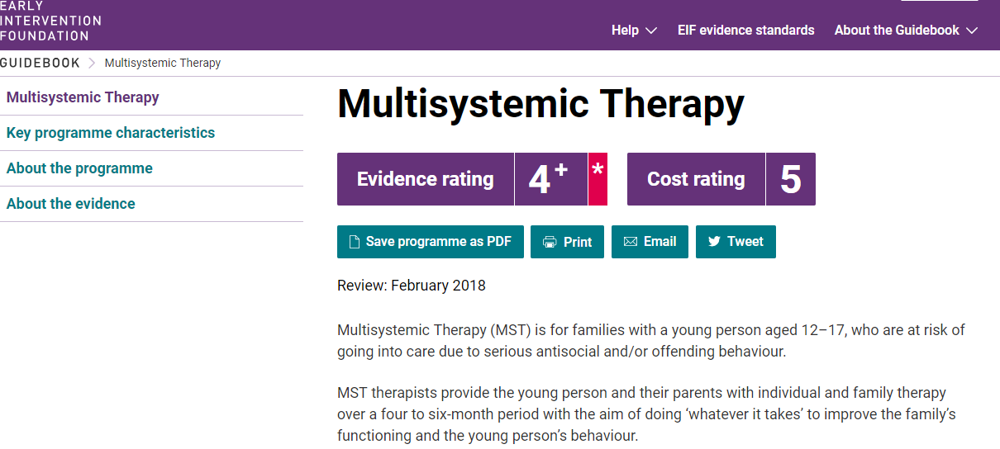 EARLY
INTERVENTION
FOUNDATION
Help
EIF evidence standards
About the Guidebook
GUIDEBOOK
Multisystemic Therapy
Multisystemic Therapy
Key programme characteristics
About the programme
About the evidence
Multisystemic Therapy
Evidence rating 4+ *
Cost rating 5
Save programme as PDF
Print
Email
Tweet
Review: February 2018
Multisystemic Therapy (MST) is for families with a young person aged 12–17, who are at risk of
going into care due to serious antisocial and/or offending behaviour.
MST therapists provide the young person and their parents with individual and family therapy
over a four to six-month period with the aim of doing ‘whatever it takes’ to improve the family’s
functioning and the young person’s behaviour.